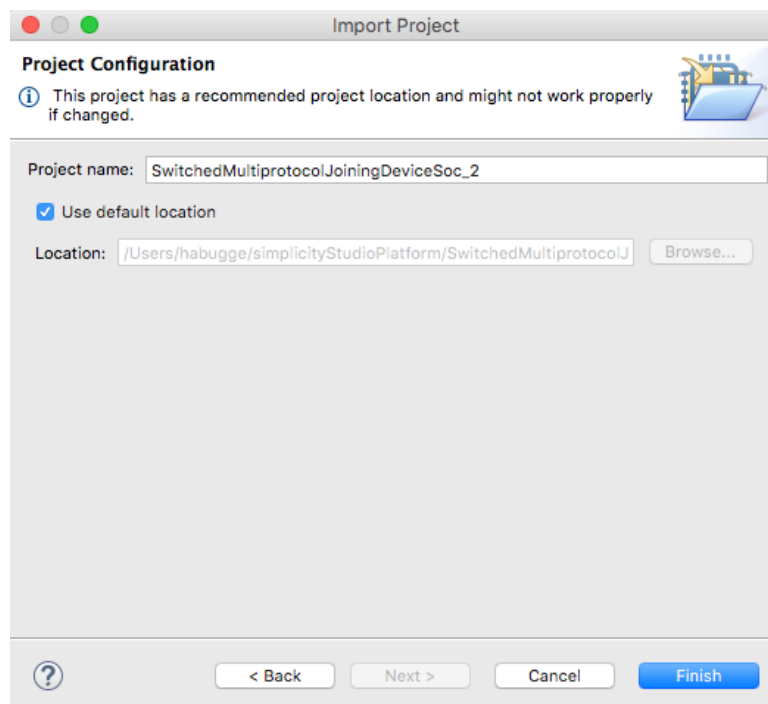 Import Project
Project Configuration
This project has a recommended project location and might not work properly
if changed.
Project name: SwitchedMultiprotocolJoiningDeviceSoc_2
Use default location
Location: /Users/habugge/simplicityStudioPlatform/SwitchedMultiprotocolJ Browse...
? < Back Next > Cancel Finish